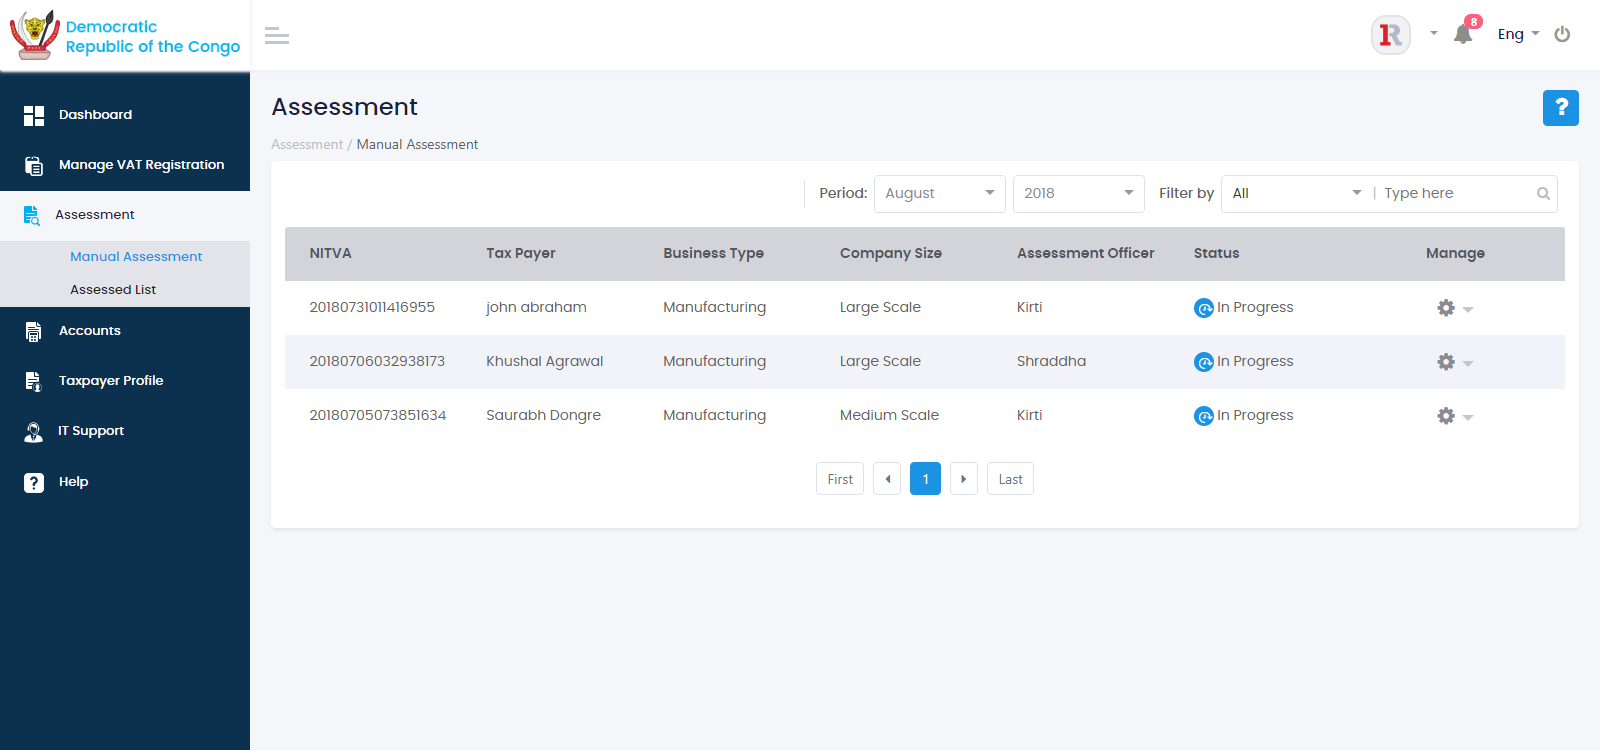 Democratic
Republic of the Congo
8
Eng
Dashboard
Manage VAT Registration
Assessment
Manual Assessment
Assessed List
Accounts
Taxpayer Profile
IT Support
Help
Assessment
?
Assessment / Manual Assessment
Period: August 2018 Filter by All | Type here
NITVA Tax Payer Business Type Company Size Assessment Officer Status Manage
20180731011416955 john abraham Manufacturing Large Scale Kirti In Progress
20180706032938173 Khushal Agrawal Manufacturing Large Scale Shraddha In Progress
20180705073851634 Saurabh Dongre Manufacturing Medium Scale Kirti In Progress
First 1 Last